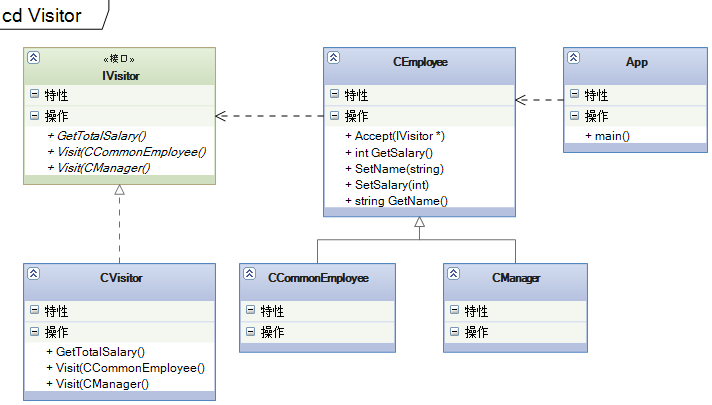 cd Visitor
«接口»
IVisitor
特性
操作
+ GetTotalSalary()
+ Visit(CCommonEmployee()
+ Visit(CManager()
CEmployee
特性
操作
+ Accept(IVisitor *)
+ int GetSalary()
+ SetName(string)
+ SetSalary(int)
+ string GetName()
App
特性
操作
+ main()
CVisitor
特性
操作
+ GetTotalSalary()
+ Visit(CCommonEmployee()
+ Visit(CManager()
CCommonEmployee
特性
操作
CManager
特性
操作